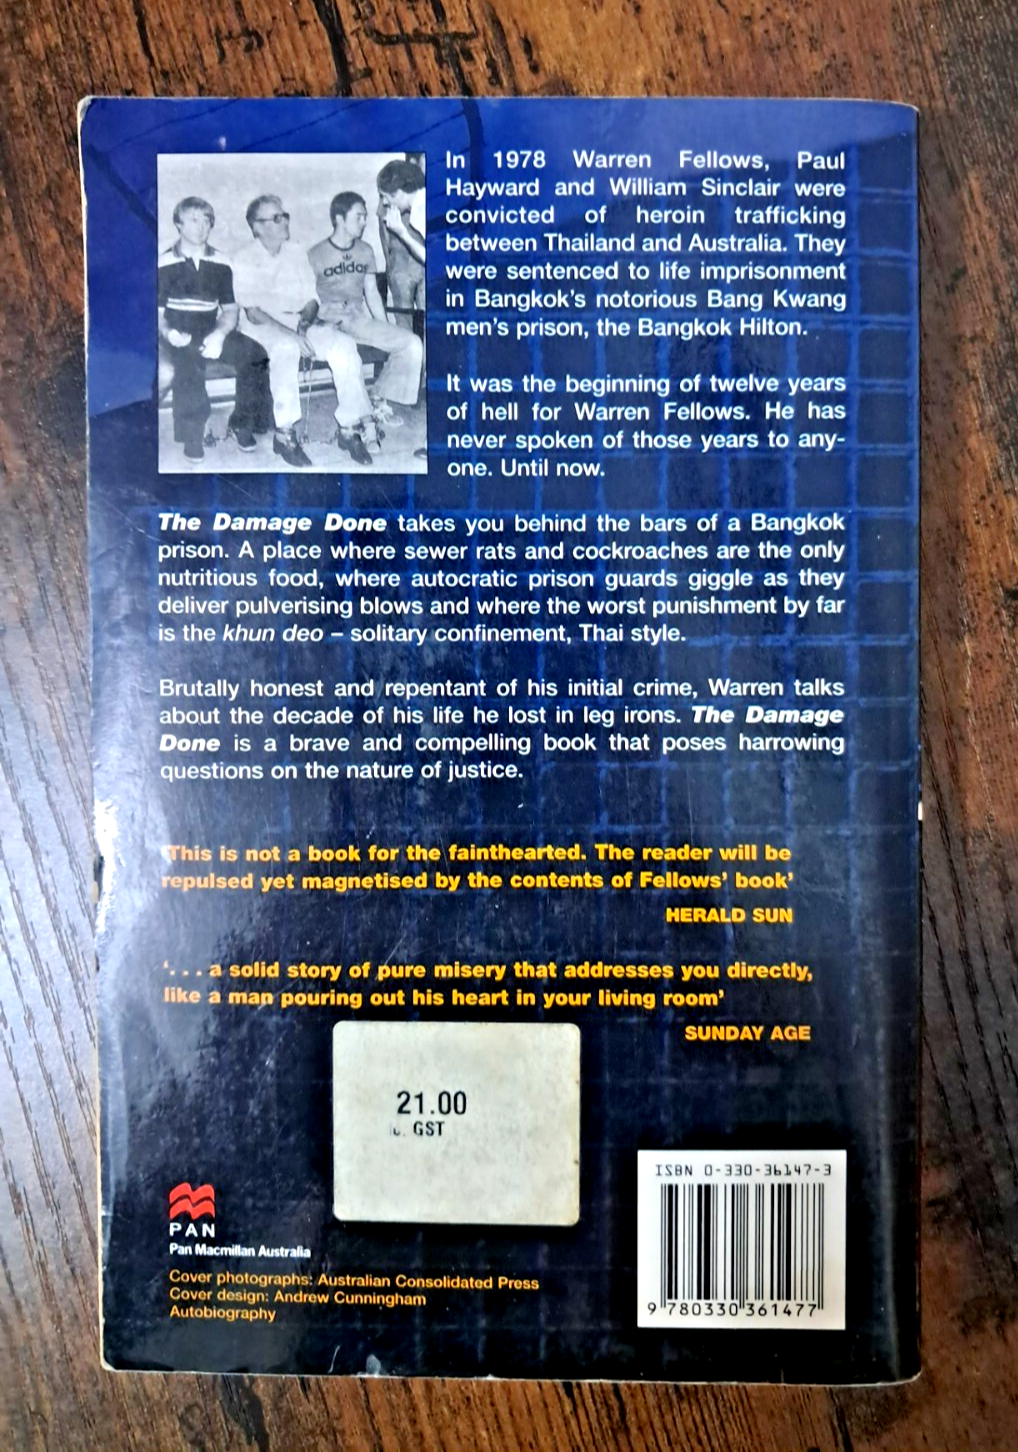 adidas
In 1978 Warren Fellows, Paul
Hayward and William Sinclair were
convicted of heroin trafficking
between Thailand and Australia. They
were sentenced to life imprisonment
in Bangkok's notorious Bang Kwang
men's prison, the Bangkok Hilton.
It was the beginning of twelve years
of hell for Warren Fellows. He has
never spoken of those years to any-
one. Until now.
The Damage Done takes you behind the bars of a Bangkok
prison. A place where sewer rats and cockroaches are the only
nutritious food, where autocratic prison guards giggle as they
deliver pulverising blows and where the worst punishment by far
is the khun deo – solitary confinement, Thai style.
Brutally honest and repentant of his initial crime, Warren talks
about the decade of his life he lost in leg irons. The Damage
Done is a brave and compelling book that poses harrowing
questions on the nature of justice.
'This is not a book for the fainthearted. The reader will be
repulsed yet magnetised by the contents of Fellows' book'
HERALD SUN
'. . . a solid story of pure misery that addresses you directly,
like a man pouring out his heart in your living room'
SUNDAY AGE
21.00
GST
PAN
Pan Macmillan Australia
Cover photographs: Australian Consolidated Press
Cover design: Andrew Cunningham
Autobiography
ISBN 0-330-36147-3
9 780330 361477